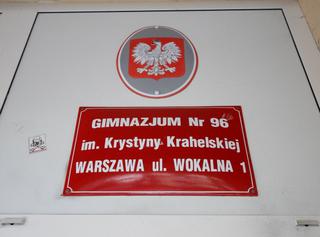 GIMNAZJUM Nr 96
im. Krystyny Krahelskiej
WARSZAWA ul. WOKALNA 1